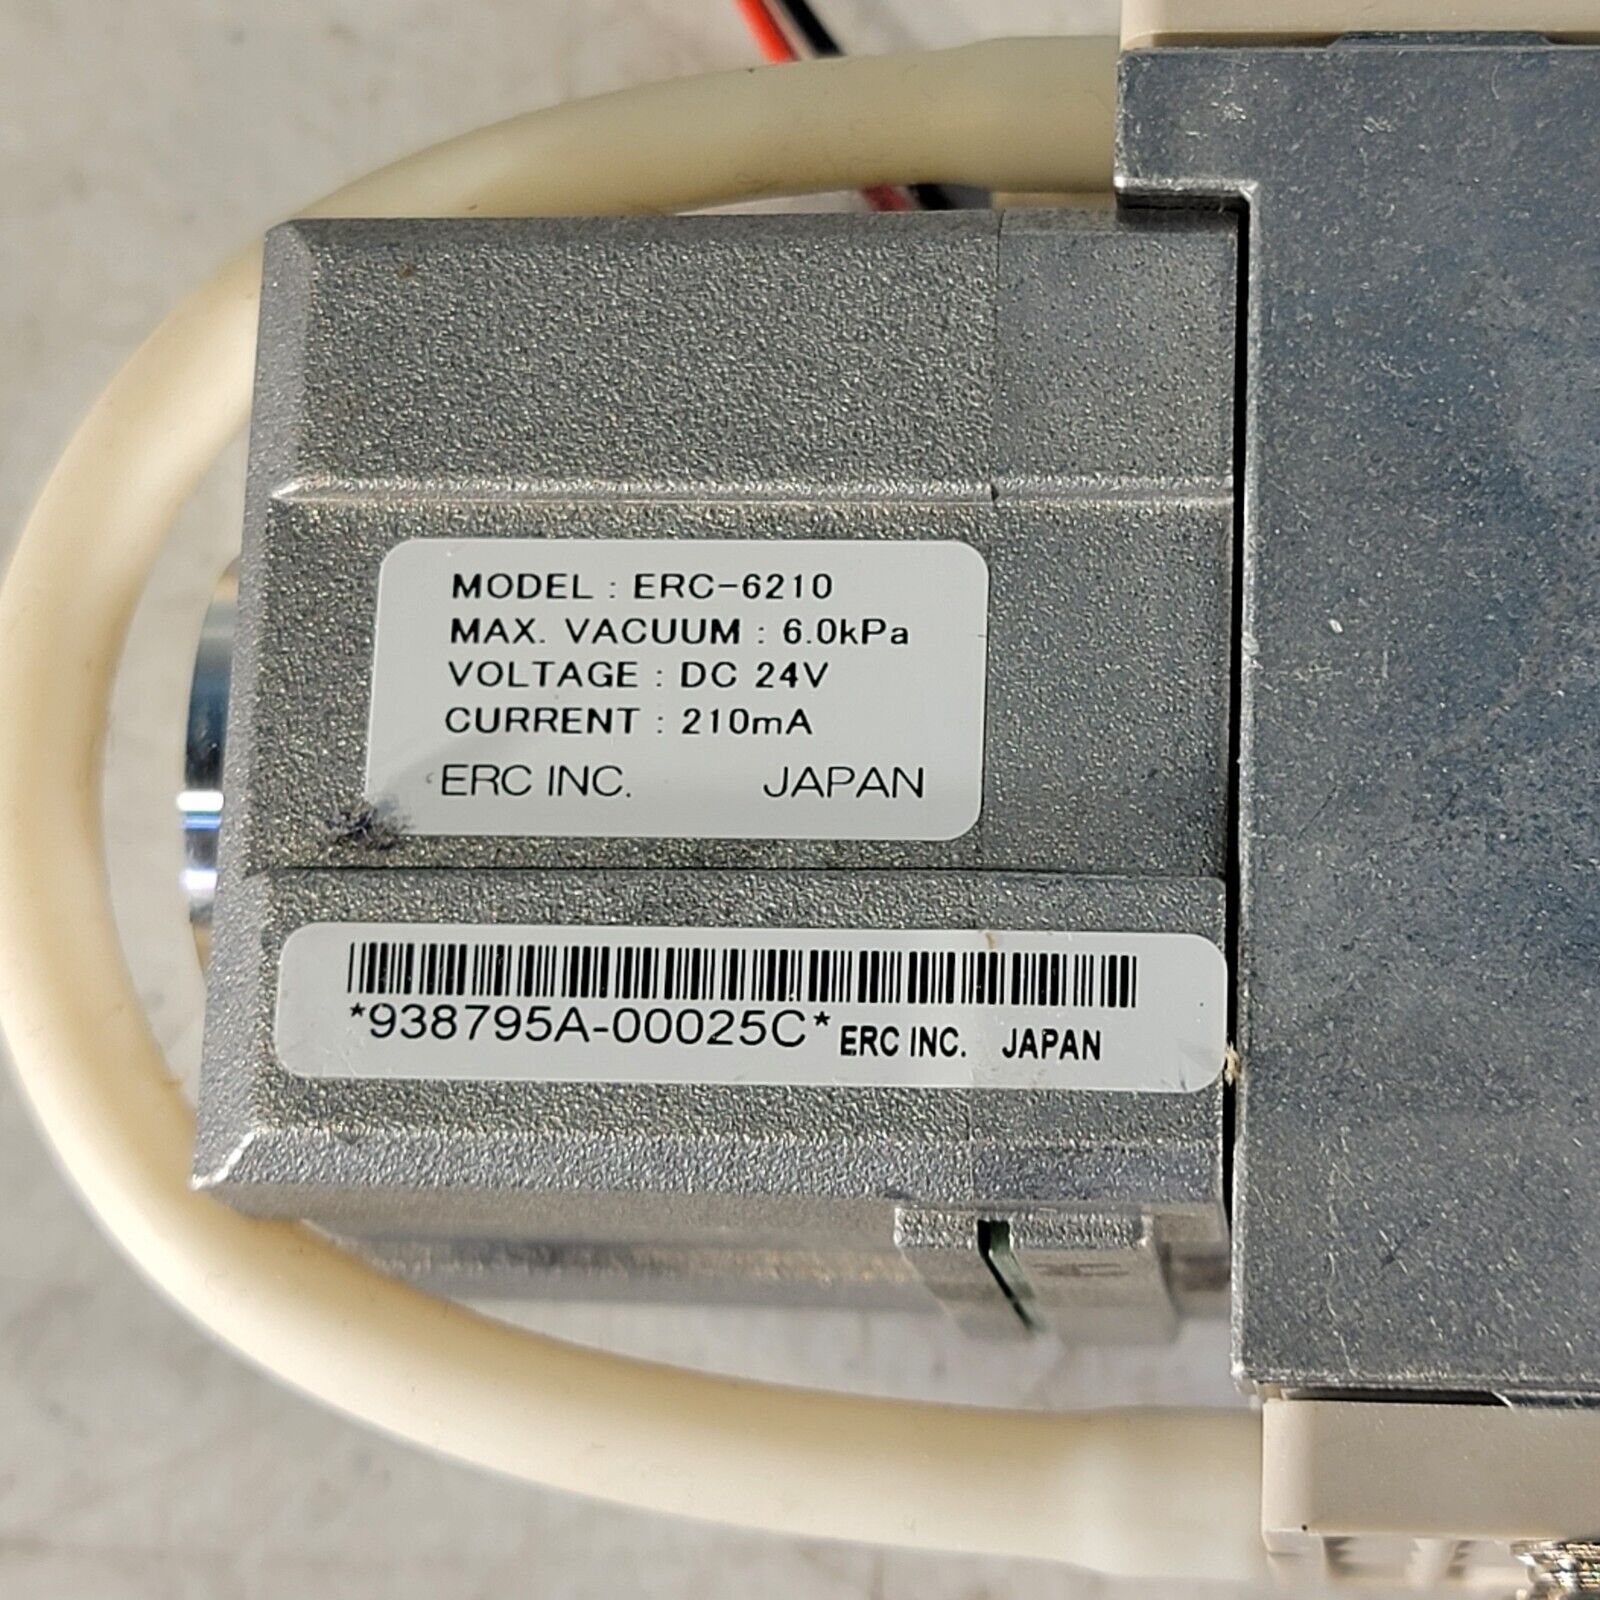 MODEL : ERC-6210
MAX. VACUUM : 6.0kPa
VOLTAGE : DC 24V
CURRENT : 210mA
ERC INC. JAPAN
*938795A-00025C* ERC INC. JAPAN